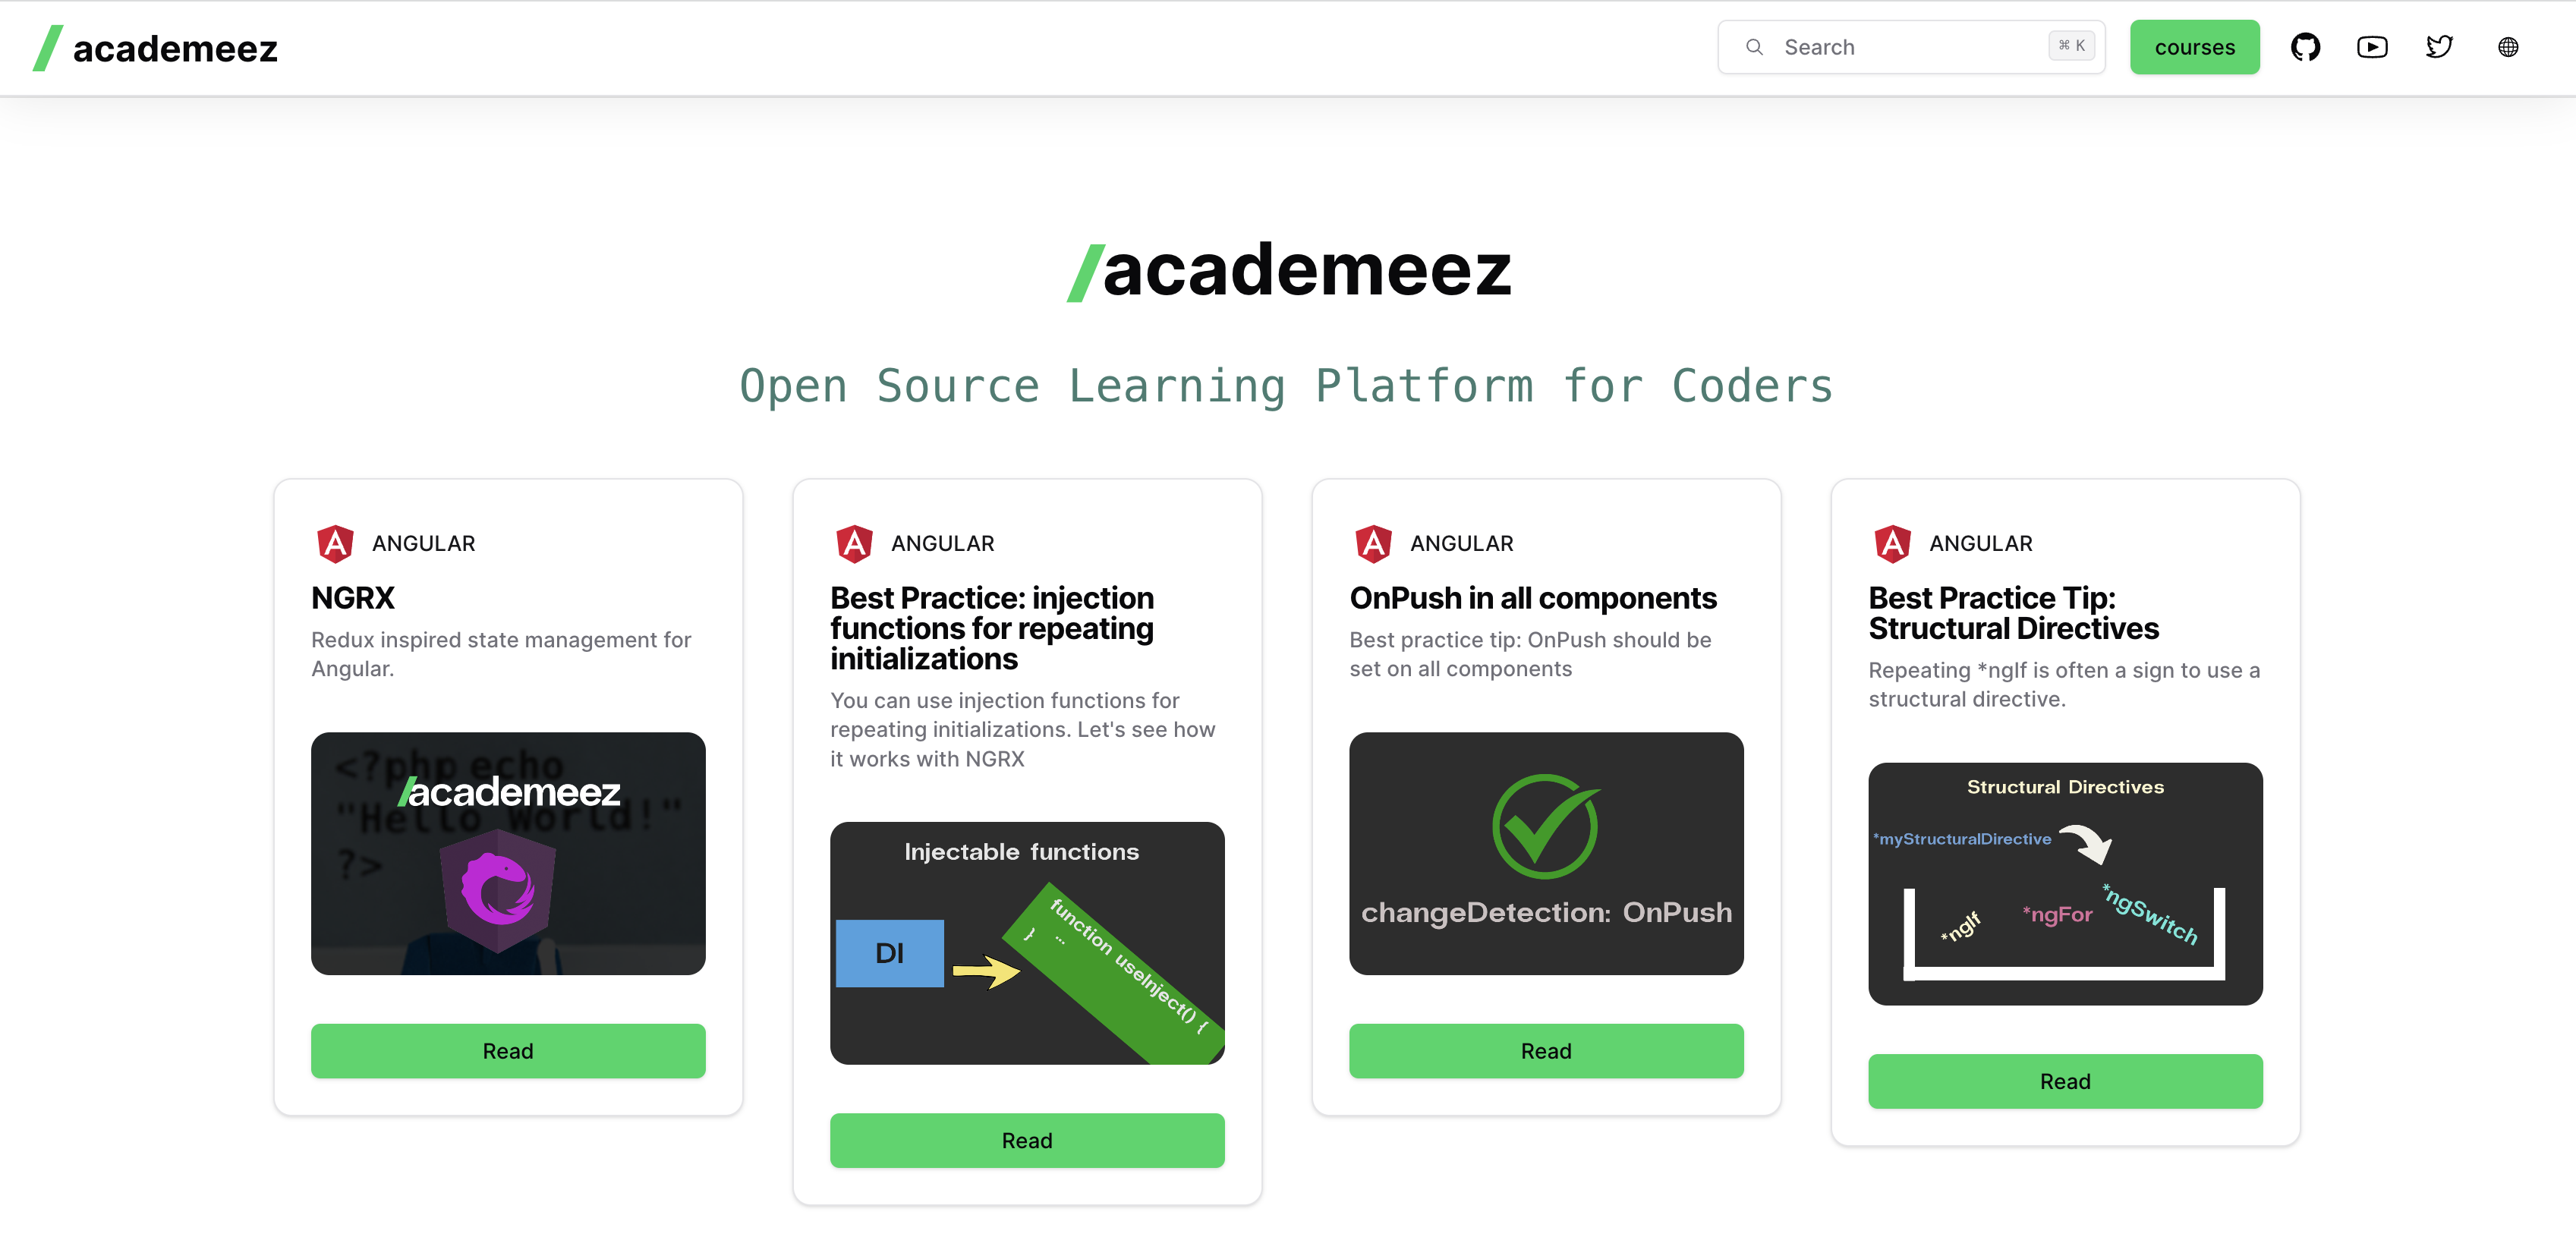 academeez
Search
⌘ K
courses
academeez
Open Source Learning Platform for Coders
ANGULAR
NGRX
Redux inspired state management for
Angular.
<?php echo
academeez
"Hello World!"
?>
Read
ANGULAR
Best Practice: injection
functions for repeating
initializations
You can use injection functions for
repeating initializations. Let's see how
it works with NGRX
Injectable functions
DI
function useInject() {
...
}
Read
ANGULAR
OnPush in all components
Best practice tip: OnPush should be
set on all components
changeDetection: OnPush
Read
ANGULAR
Best Practice Tip:
Structural Directives
Repeating *ngIf is often a sign to use a
structural directive.
Structural Directives
*myStructuralDirective
*ngIf
*ngFor
*ngSwitch
Read